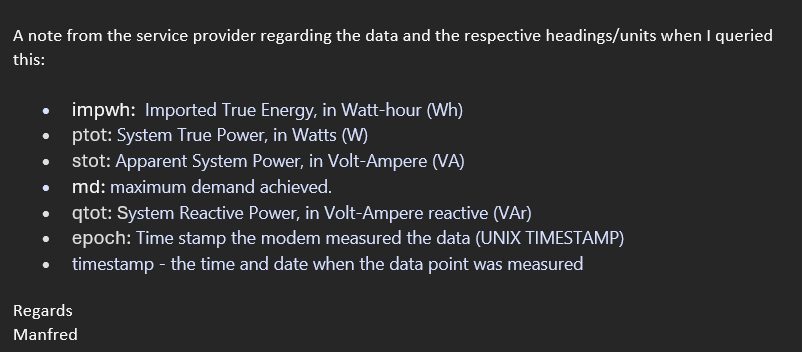 A note from the service provider regarding the data and the respective headings/units when I queried
this:
• impwh:  Imported True Energy, in Watt-hour (Wh)
• ptot: System True Power, in Watts (W)
• stot: Apparent System Power, in Volt-Ampere (VA)
• md: maximum demand achieved.
• qtot: System Reactive Power, in Volt-Ampere reactive (VAr)
• epoch: Time stamp the modem measured the data (UNIX TIMESTAMP)
• timestamp - the time and date when the data point was measured
Regards
Manfred